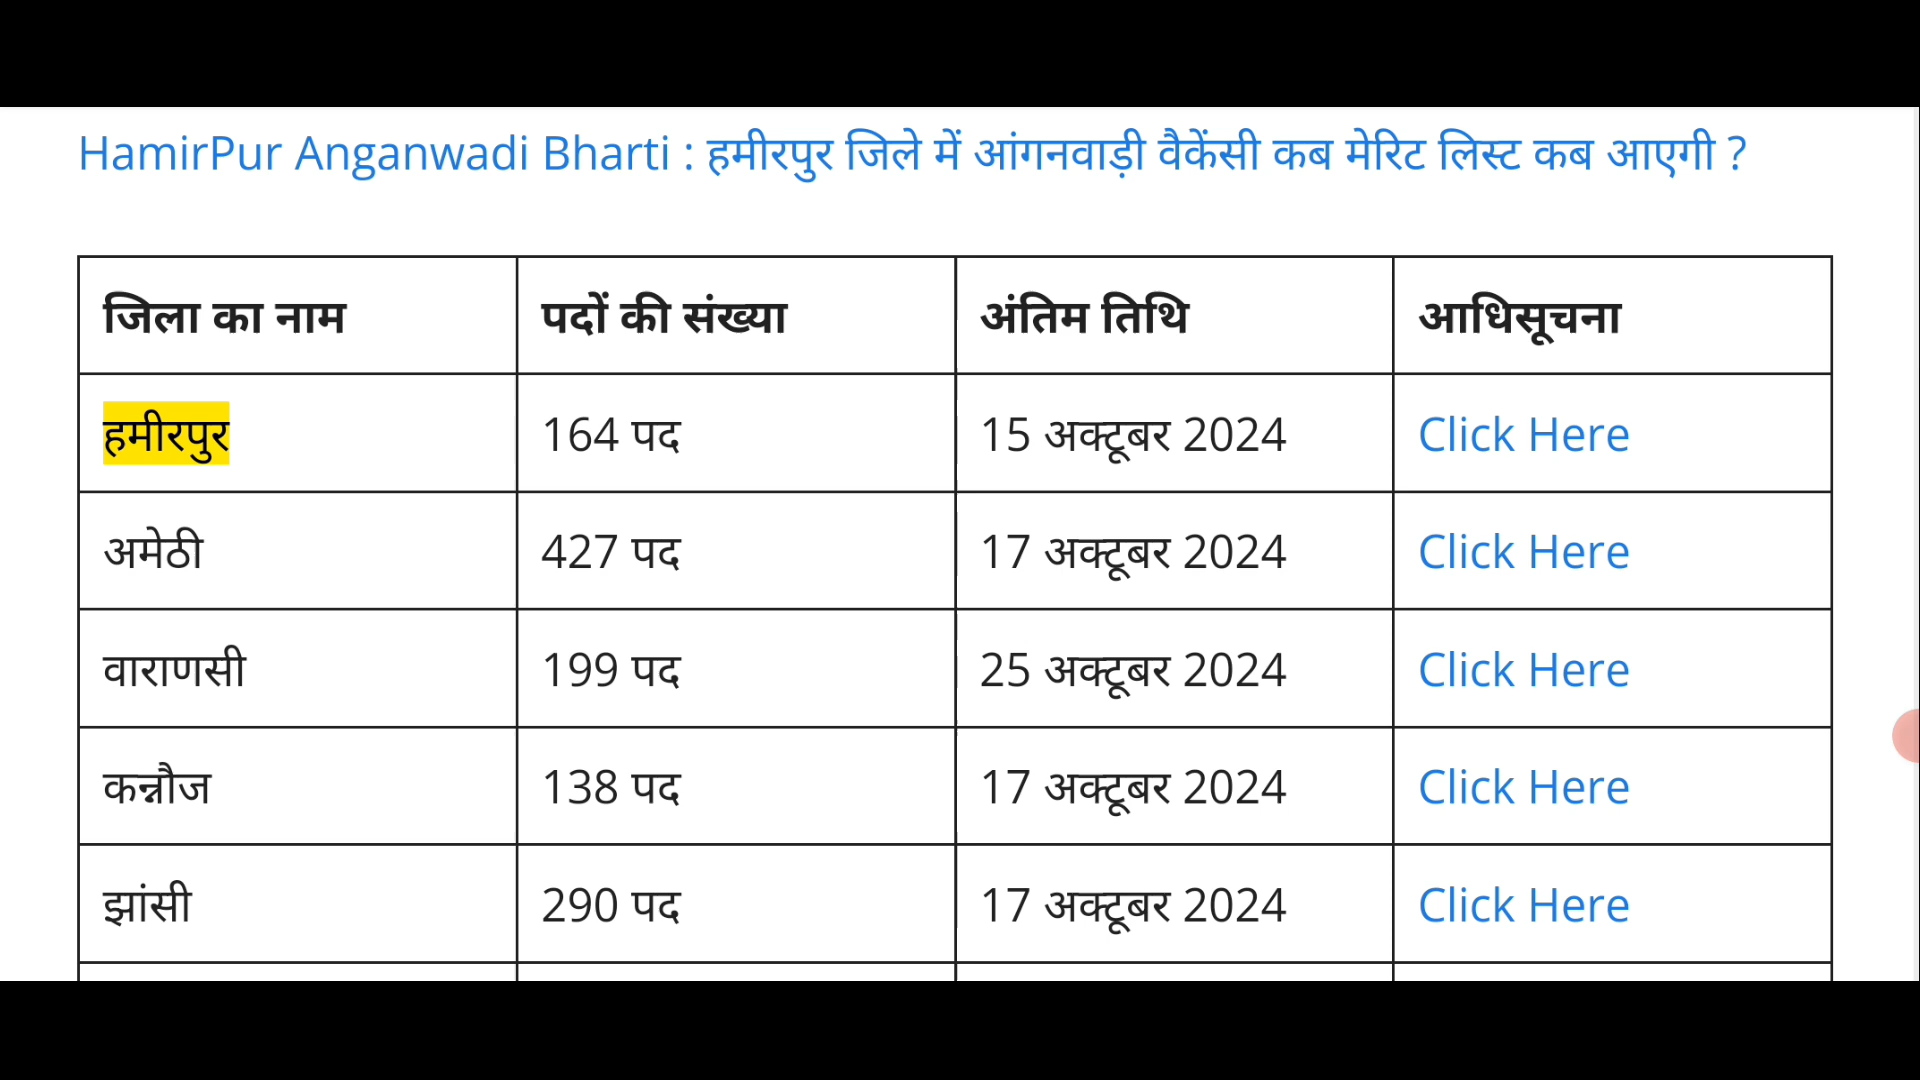 HamirPur Anganwadi Bharti : हमीरपुर जिले में आंगनवाड़ी वैकेंसी कब मेरिट लिस्ट कब आएगी ?
जिला का नाम पदों की संख्या अंतिम तिथि आधिसूचना
हमीरपुर 164 पद 15 अक्टूबर 2024 Click Here
अमेठी 427 पद 17 अक्टूबर 2024 Click Here
वाराणसी 199 पद 25 अक्टूबर 2024 Click Here
कन्नौज 138 पद 17 अक्टूबर 2024 Click Here
झांसी 290 पद 17 अक्टूबर 2024 Click Here